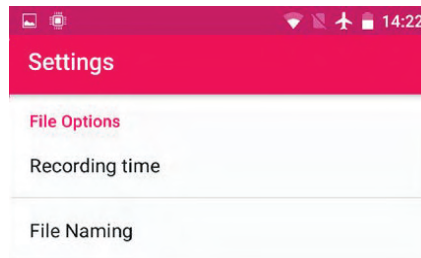 14:22
Settings
File Options
Recording time
File Naming